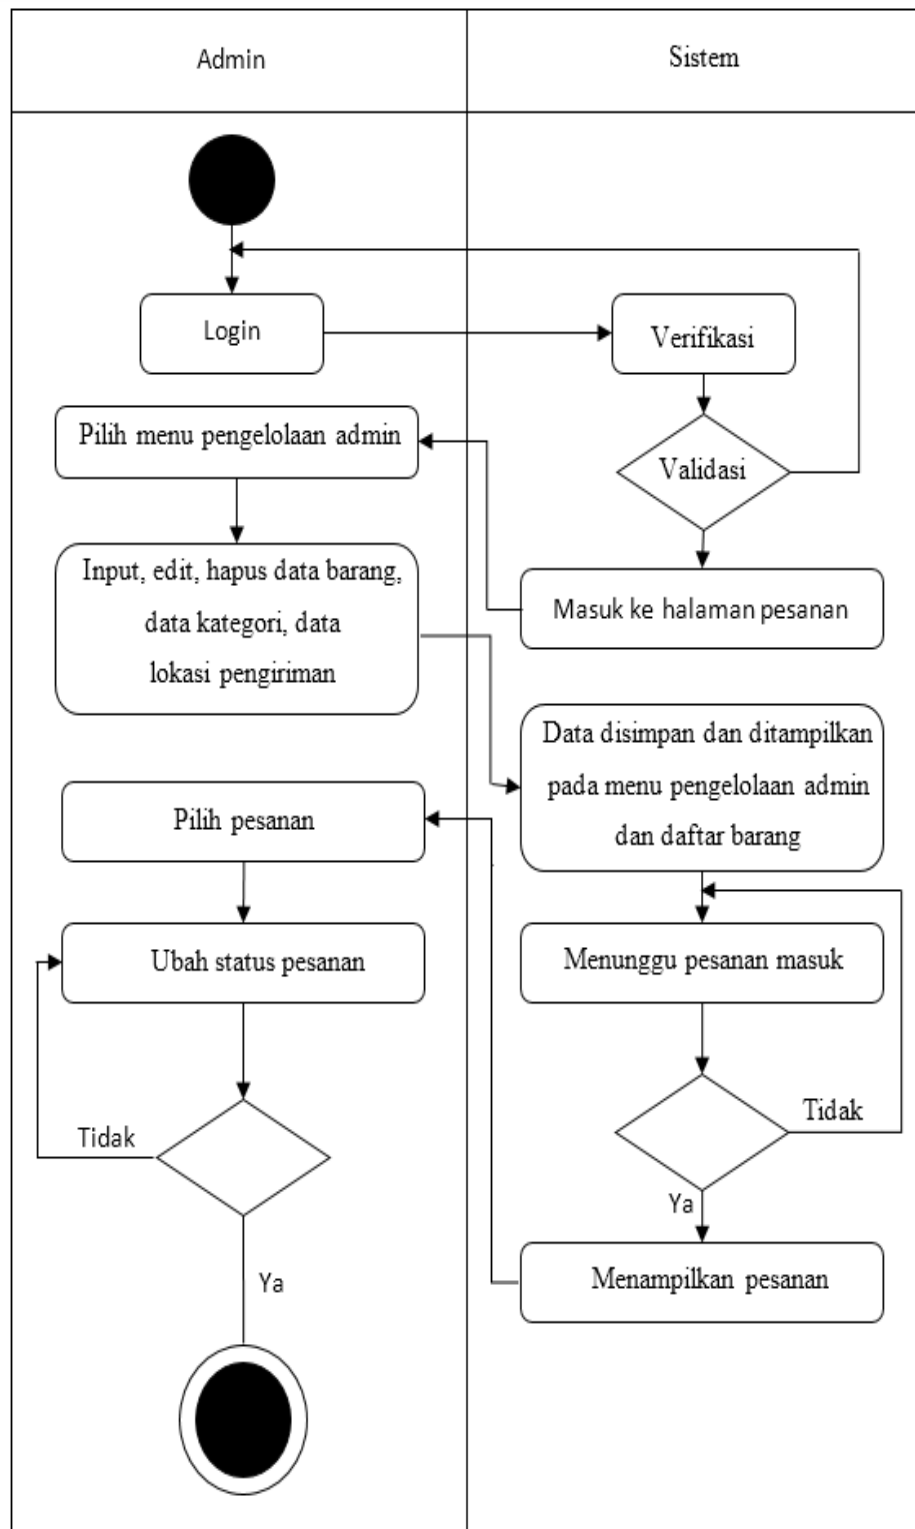 Admin
Sistem
Login
Verifikasi
Pilih menu pengelolaan admin
Validasi
Input, edit, hapus data barang,
data kategori, data
lokasi pengiriman
Masuk ke halaman pesanan
Data disimpan dan ditampilkan
pada menu pengelolaan admin
dan daftar barang
Pilih pesanan
Ubah status pesanan
Menunggu pesanan masuk
Tidak
Tidak
Ya
Menampilkan pesanan
Ya